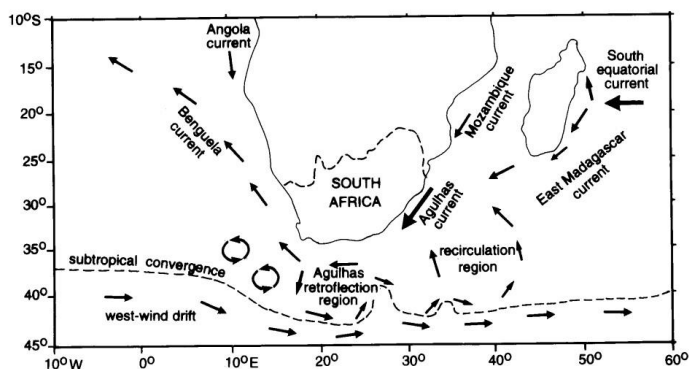 10°S
15°
20°
25°
30°
35°
40°
45°
Angola
current
Benguela
current
SOUTH
AFRICA
Mozambique
current
South
equatorial
current
East Madagascar
current
Agulhas
current
recirculation
region
Agulhas
retroflection
region
subtropical convergence
west-wind drift
10°W
0°
10°E
20°
30°
40°
50°
60°